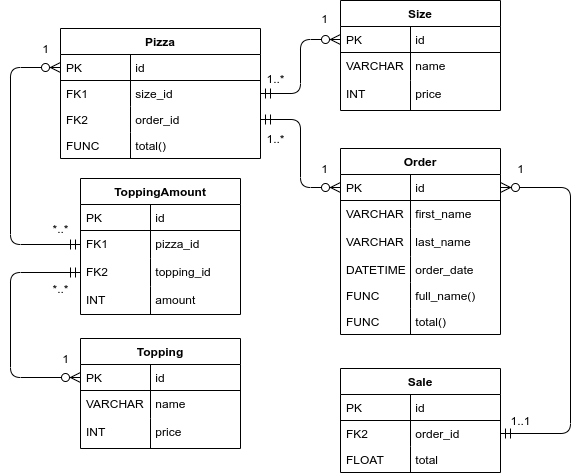 Pizza
PK id
FK1 size_id
FK2 order_id
FUNC total()
1
1..*
1..*
Size
PK id
VARCHAR name
INT price
1
ToppingAmount
PK id
FK1 pizza_id
FK2 topping_id
INT amount
*..*
*..*
Order
PK id
VARCHAR first_name
VARCHAR last_name
DATETIME order_date
FUNC full_name()
FUNC total()
1
1
Topping
PK id
VARCHAR name
INT price
1
Sale
PK id
FK2 order_id
FLOAT total
1..1